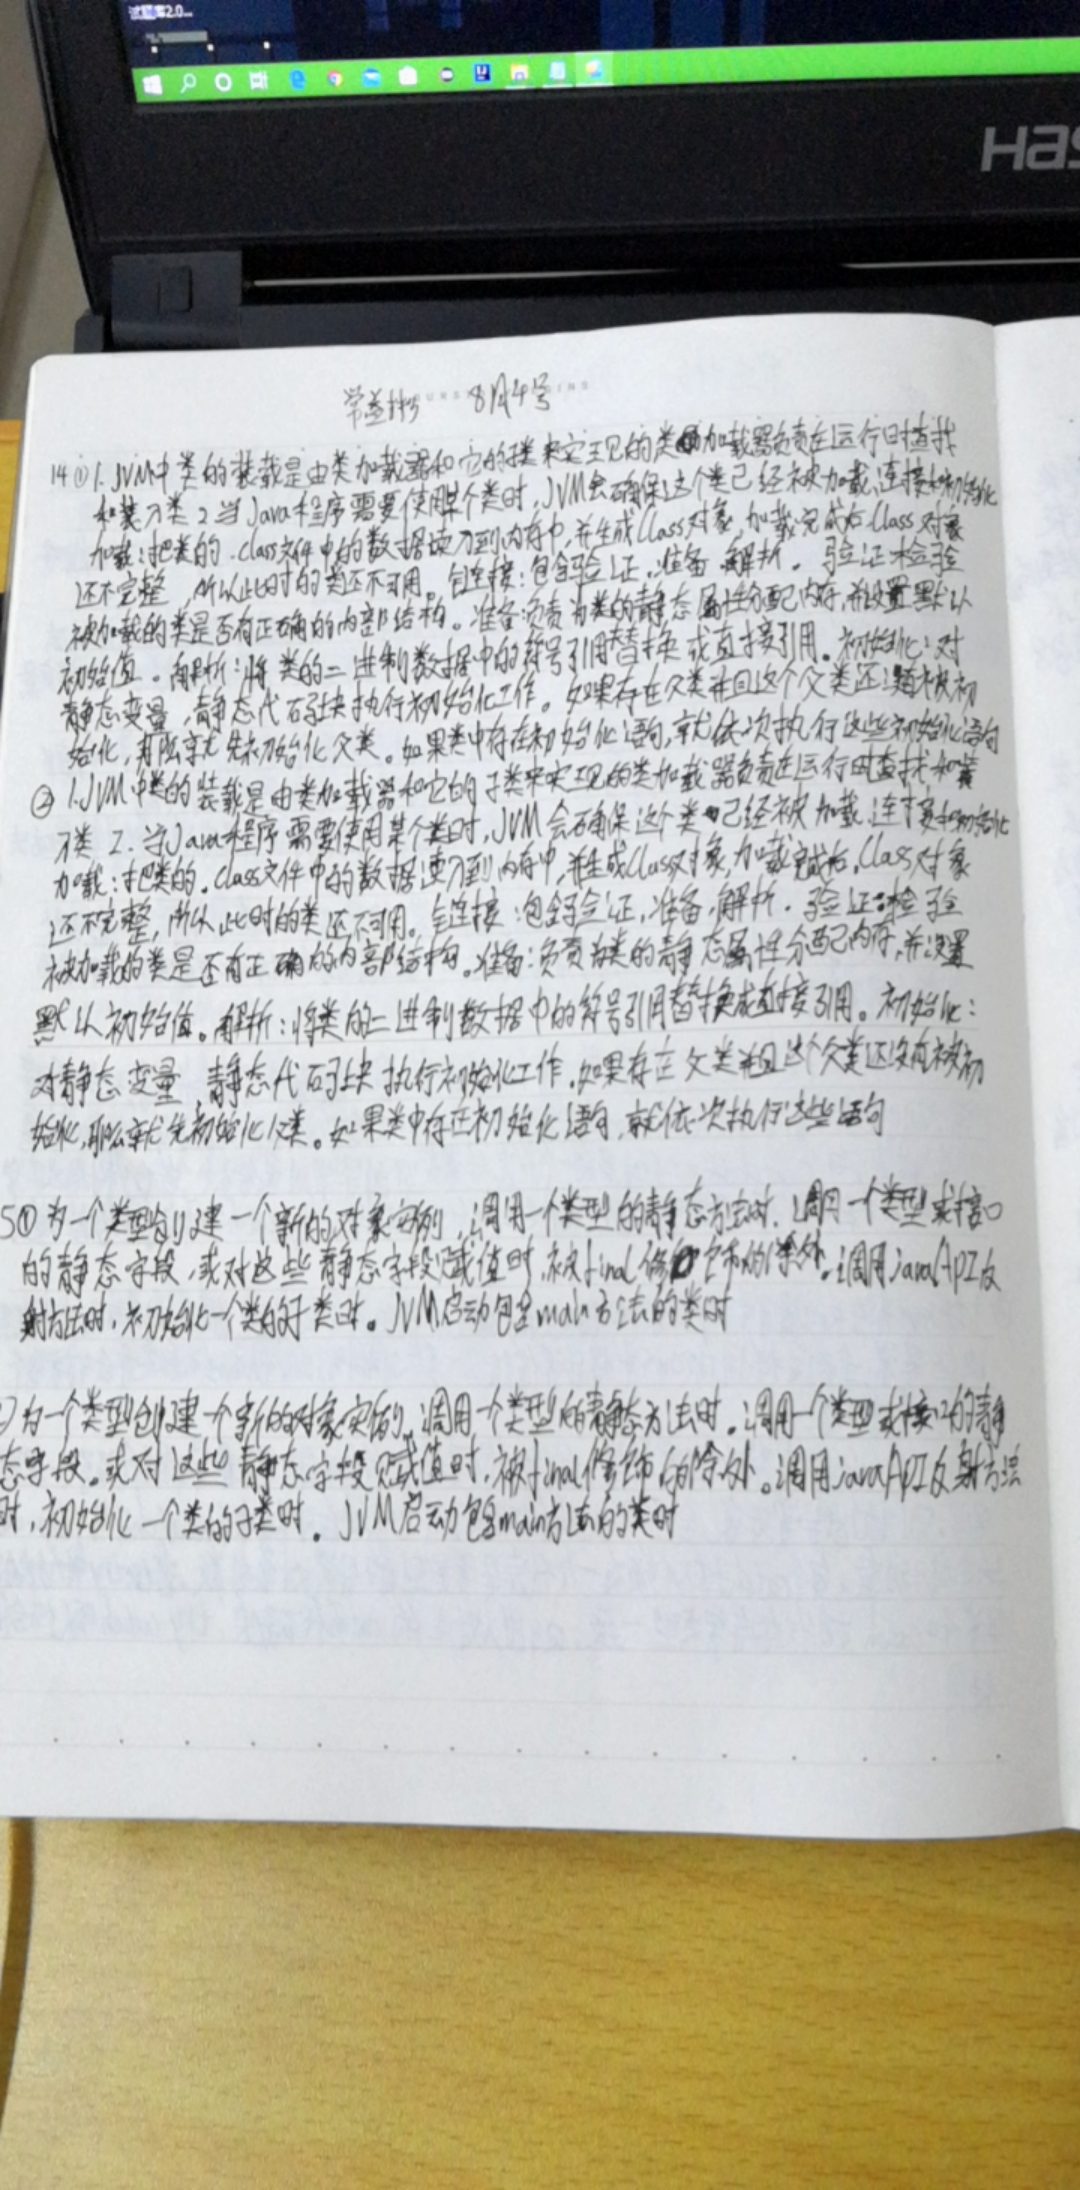 试题库2.0...
Has
8月4号
14 ① 1. JVM中类的装载是由类加载器和它的子类来实现的类加载器负责在运行时查找
和装入类 2. 当Java程序需要使用某个类时,JVM会确保这个类已经被加载,连接和初始化
加载:把类的.class文件中的数据读入到内存中,并生成Class对象,加载完成后,Class对象
还不完整,所以此时的类还不可用。连接:包含验证,准备,解析。验证:检验
被加载的类是否有正确的内部结构。准备:负责为类的静态属性分配内存,并设置默认
初始值。解析:将类的二进制数据中的符号引用替换成直接引用。初始化:对
静态变量,静态代码块执行初始化工作。如果存在父类并且这个父类还没被初
始化,那么就先初始化父类。如果类中存在初始化语句,就依次执行这些初始化语句
② 1. JVM中类的装载是由类加载器和它的子类来实现的类加载器负责在运行时查找和装
入类 2. 当Java程序需要使用某个类时,JVM会确保这个类已经被加载,连接和初始化
加载:把类的.class文件中的数据读入到内存中,并生成Class对象,加载完成后,Class对象
还不完整,所以此时的类还不可用。连接:包含验证,准备,解析。验证:检验
被加载的类是否有正确的内部结构。准备:负责为类的静态属性分配内存,并设置
默认初始值。解析:将类的二进制数据中的符号引用替换成直接引用。初始化:
对静态变量,静态代码块执行初始化工作,如果存在父类并且这个父类还没有被初
始化,那么就先初始化父类。如果类中存在初始化语句,就依次执行这些语句
5 ① 为一个类型创建一个新的对象实例,调用一个类型的静态方法时,调用一个类型或接口
的静态字段,或对这些静态字段赋值时,被final修饰的除外。调用javaAPI反
射方法时,初始化一个类的子类时。JVM启动包含main方法的类时
为一个类型创建一个新的对象实例,调用一个类型的静态方法时。调用一个类型或接口的静
态字段。或对这些静态字段赋值时,被final修饰的除外。调用javaAPI反射方法
时,初始化一个类的子类时。JVM启动包含main方法的类时